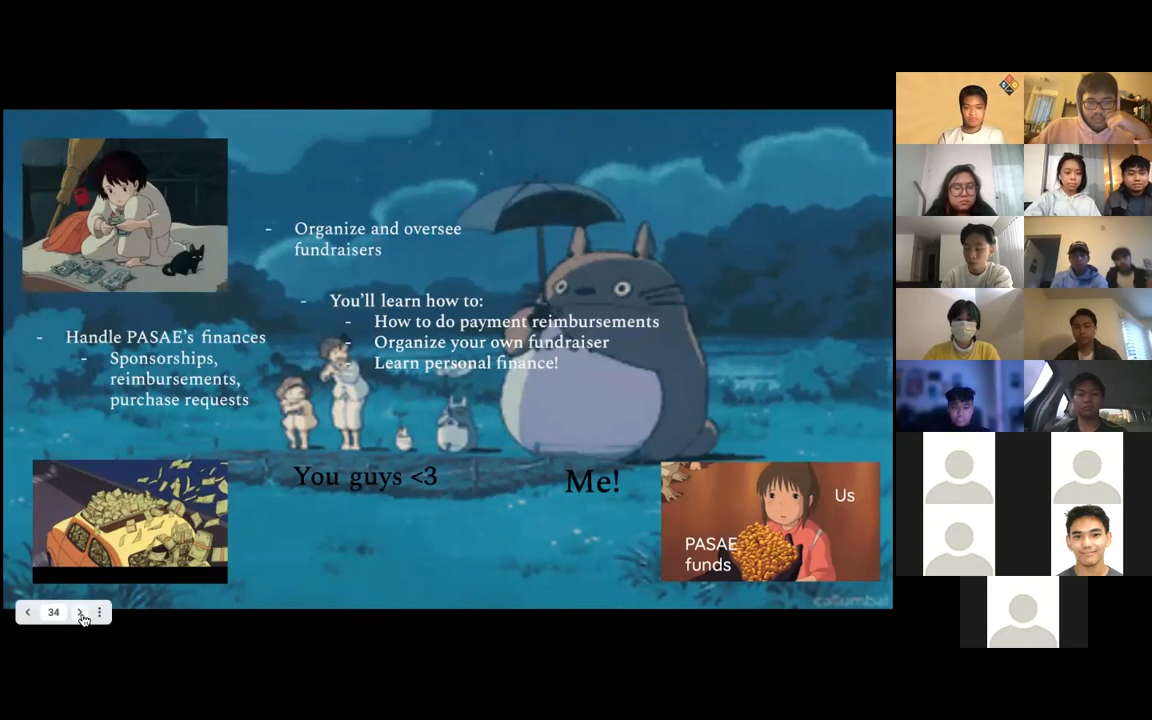 - Organize and oversee
fundraisers
- You'll learn how to:
- How to do payment reimbursements
- Organize your own fundraiser
- Learn personal finance!
- Handle PASAE's finances
- Sponsorships,
reimbursements,
purchase requests
You guys <3
Me!
Us
PASAE
funds
callumbal
34